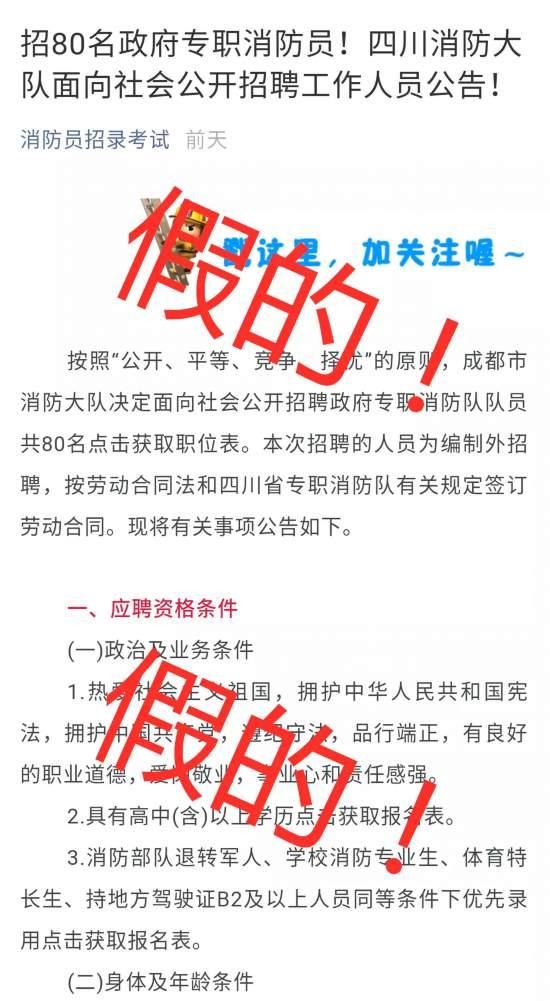 招80名政府专职消防员！四川消防大
队面向社会公开招聘工作人员公告！
消防员招录考试 前天
戳这里，加关注喔~
假的！
按照“公开、平等、竞争、择优”的原则，成都市
消防大队决定面向社会公开招聘政府专职消防队队员
共80名点击获取职位表。本次招聘的人员为编制外招
聘，按劳动合同法和四川省专职消防队有关规定签订
劳动合同。现将有关事项公告如下。
一、应聘资格条件
(一)政治及业务条件
假的！
1.热爱社会主义祖国，拥护中华人民共和国宪
法，拥护中国共产党，遵纪守法，品行端正，有良好
的职业道德，爱岗敬业，事业心和责任感强。
2.具有高中(含)以上学历点击获取报名表。
3.消防部队退转军人、学校消防专业生、体育特
长生、持地方驾驶证B2及以上人员同等条件下优先录
用点击获取报名表。
(二)身体及年龄条件